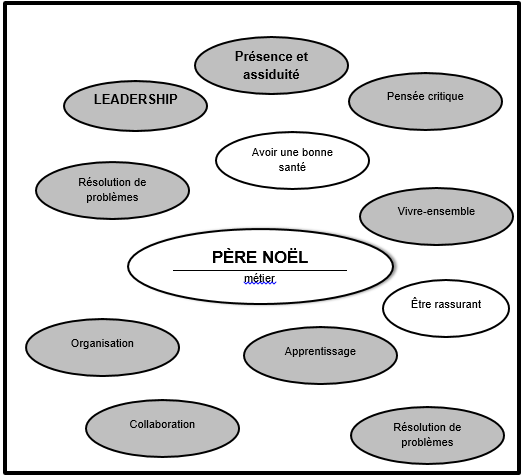 Présence et
assiduité
LEADERSHIP
Pensée critique
Avoir une bonne
santé
Résolution de
problèmes
Vivre-ensemble
PÈRE NOËL
métier
Être rassurant
Organisation
Apprentissage
Collaboration
Résolution de
problèmes